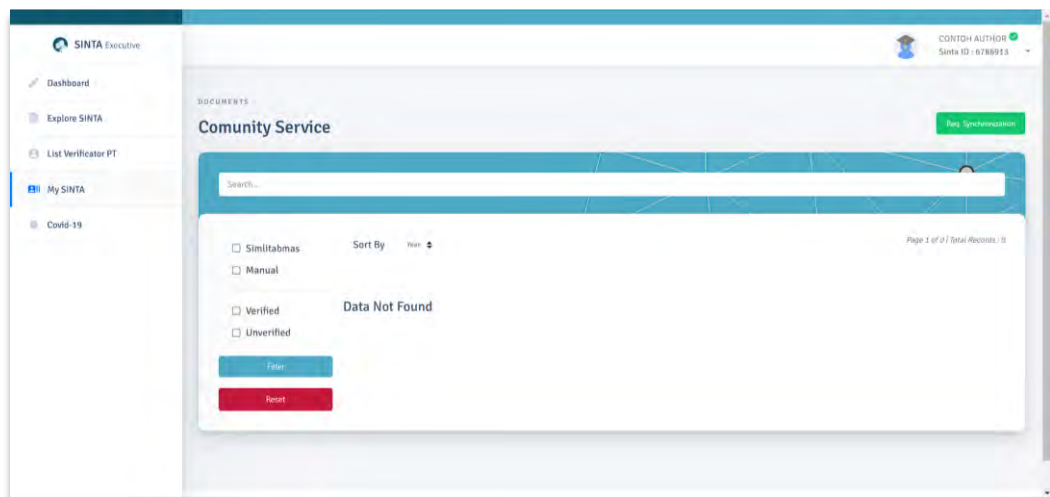 SINTA Executive
CONTOH AUTHOR
Sinta ID : 6786913
Dashboard
Explore SINTA
List Verificator PT
My SINTA
Covid-19
DOCUMENTS
Comunity Service
Req. Synchronization
Search...
Simlitabmas
Manual
Verified
Unverified
Filter
Reset
Sort By Year
Page 1 of 0 | Total Records : 0
Data Not Found